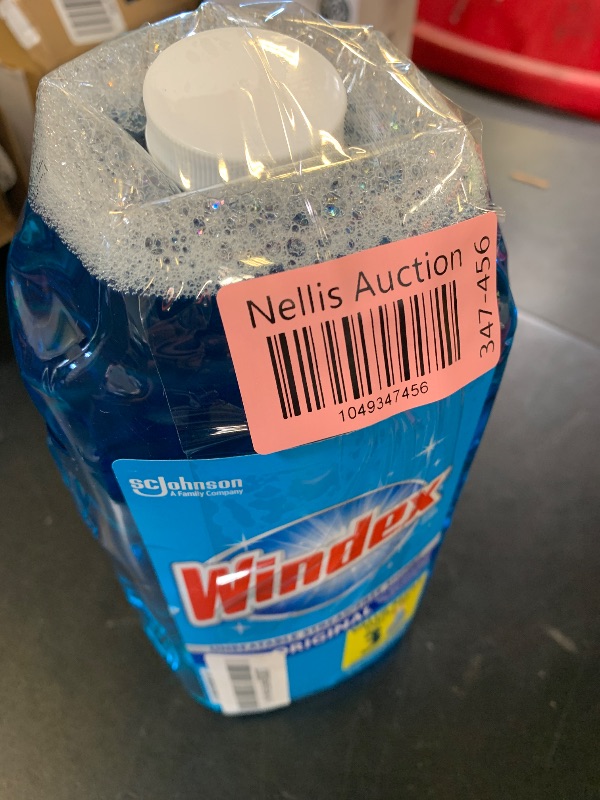 Nellis Auction
347-456
1049347456
SC Johnson
A Family Company
Windex
ORIGINAL